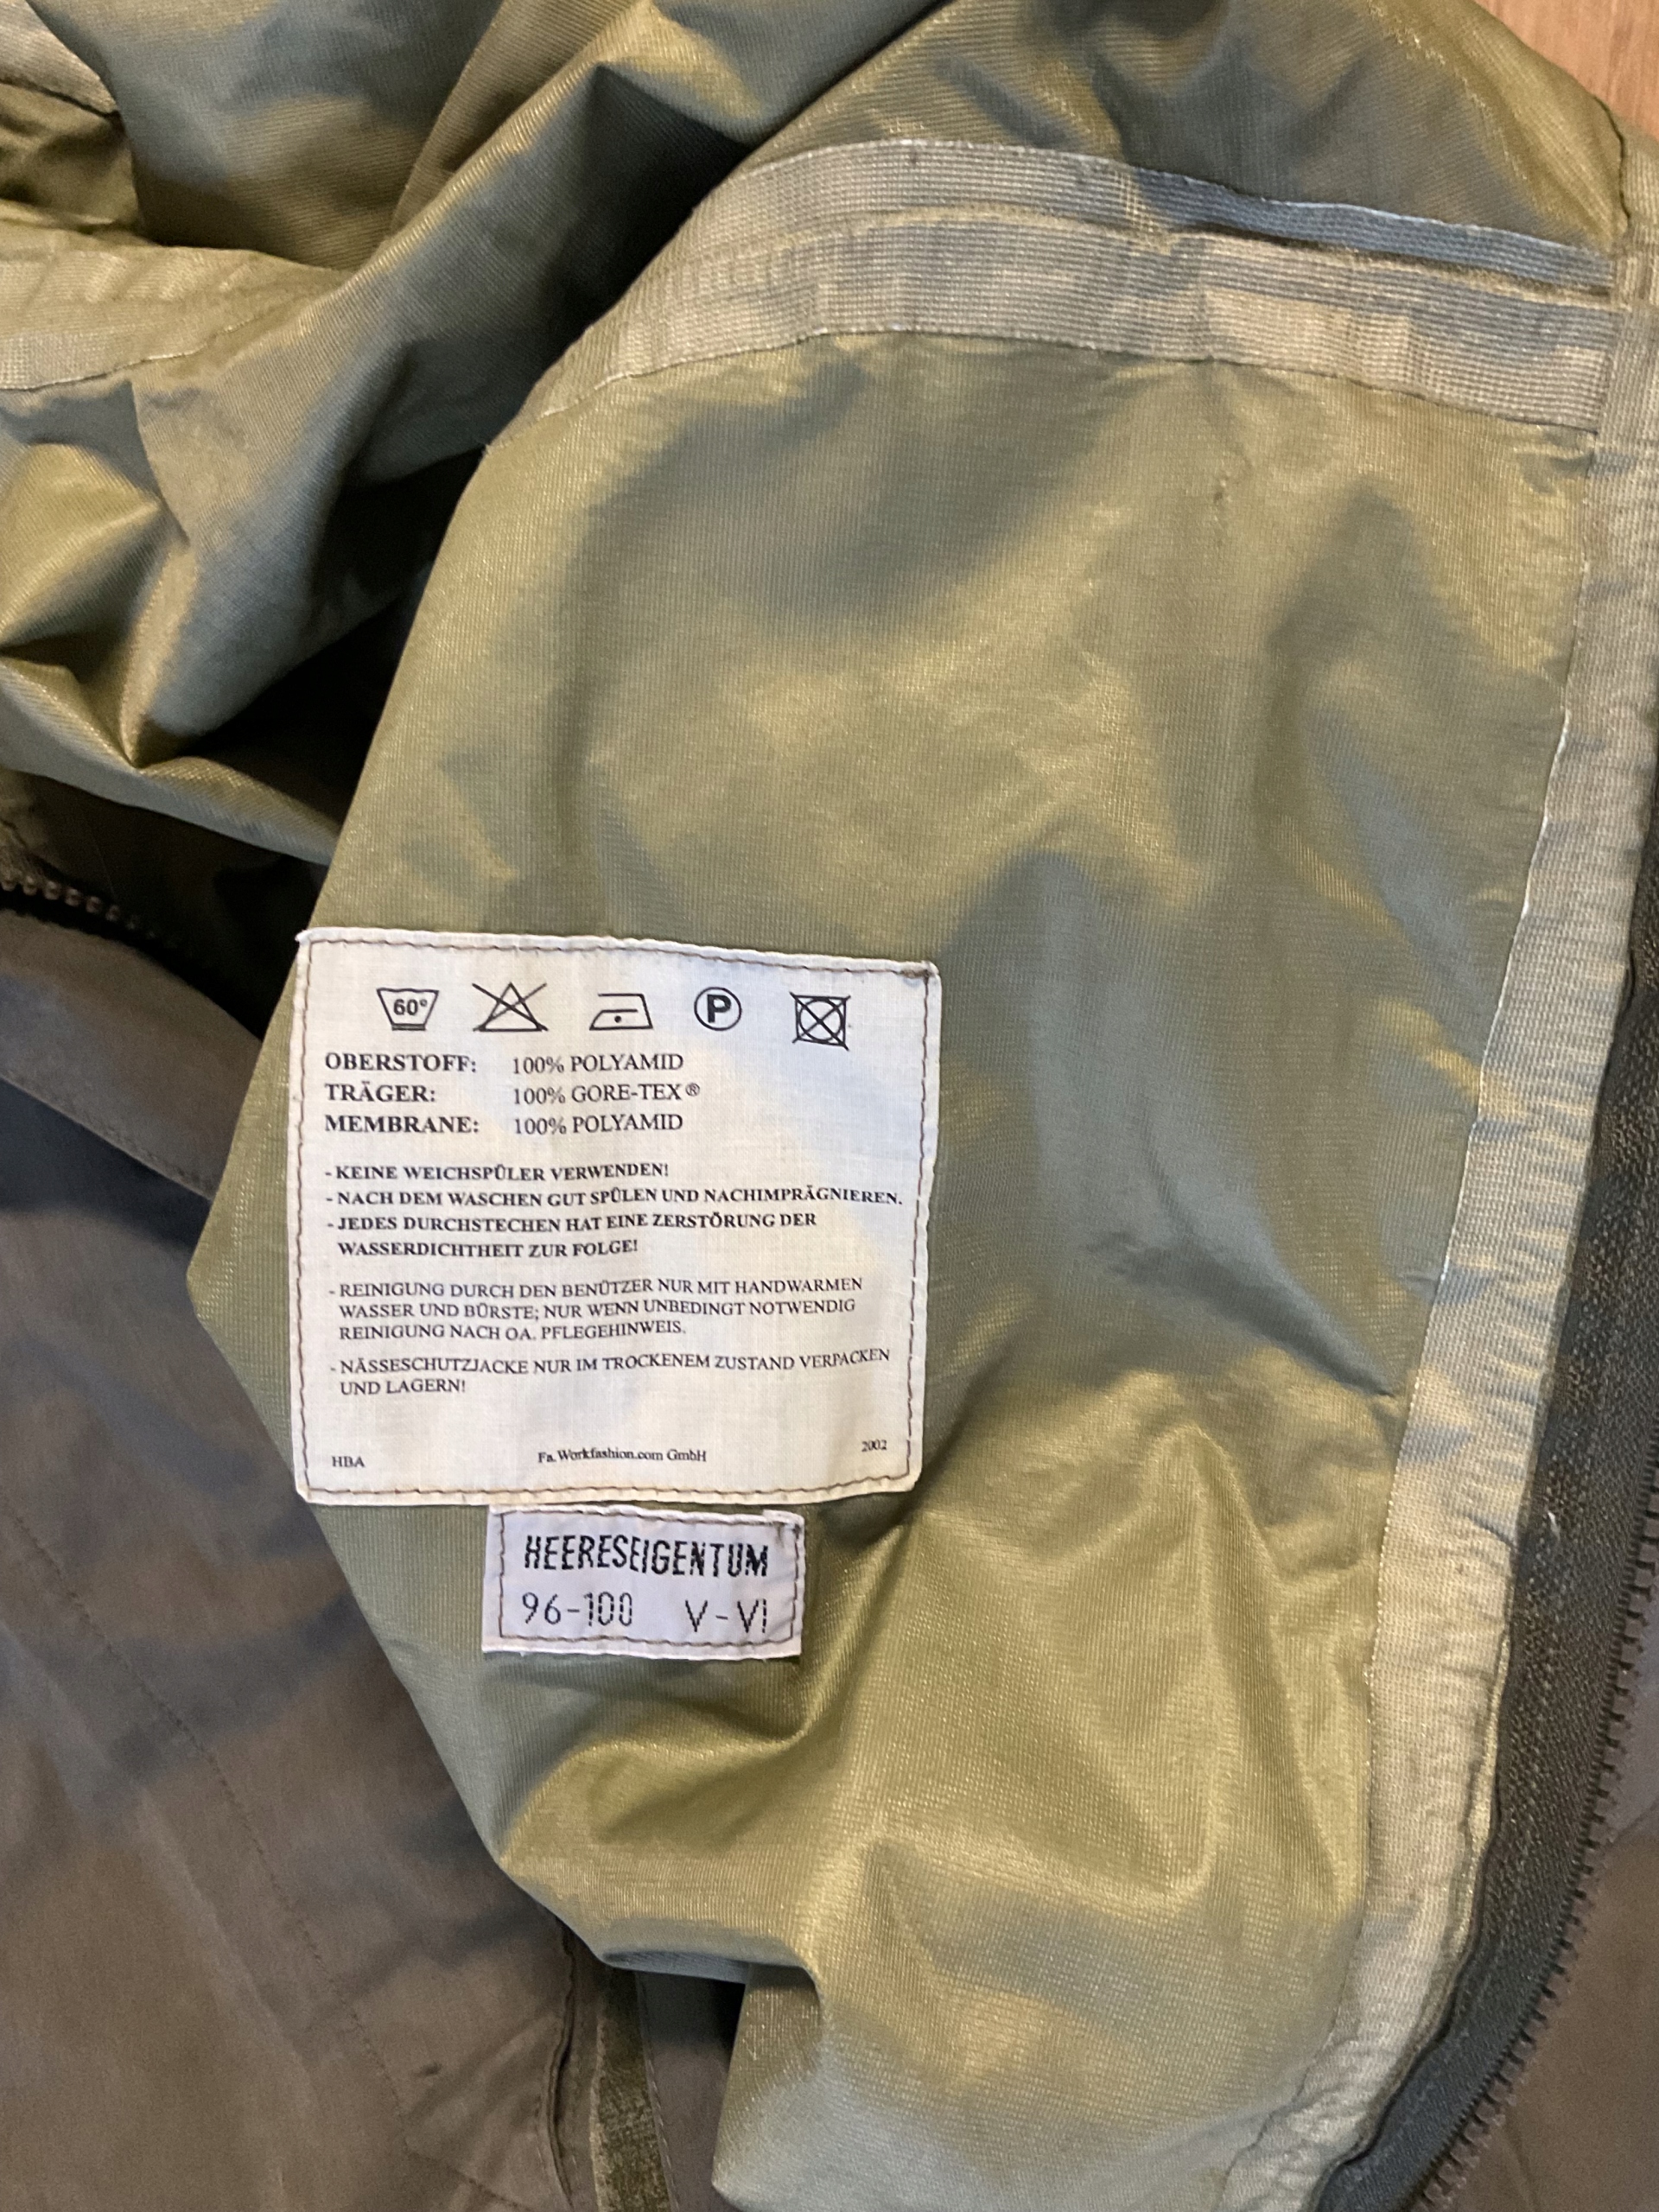 60°
P
OBERSTOFF: 100% POLYAMID
TRÄGER: 100% GORE-TEX®
MEMBRANE: 100% POLYAMID
- KEINE WEICHSPÜLER VERWENDEN!
- NACH DEM WASCHEN GUT SPÜLEN UND NACHIMPRÄGNIEREN.
- JEDES DURCHSTECHEN HAT EINE ZERSTÖRUNG DER
WASSERDICHTHEIT ZUR FOLGE!
- REINIGUNG DURCH DEN BENÜTZER NUR MIT HANDWARMEN
WASSER UND BÜRSTE; NUR WENN UNBEDINGT NOTWENDIG
REINIGUNG NACH OA. PFLEGEHINWEIS.
- NÄSSESCHUTZJACKE NUR IM TROCKENEM ZUSTAND VERPACKEN
UND LAGERN!
HBA Fa. Workfashion.com GmbH 2002
HEERESEIGENTUM
96-100 V-VI